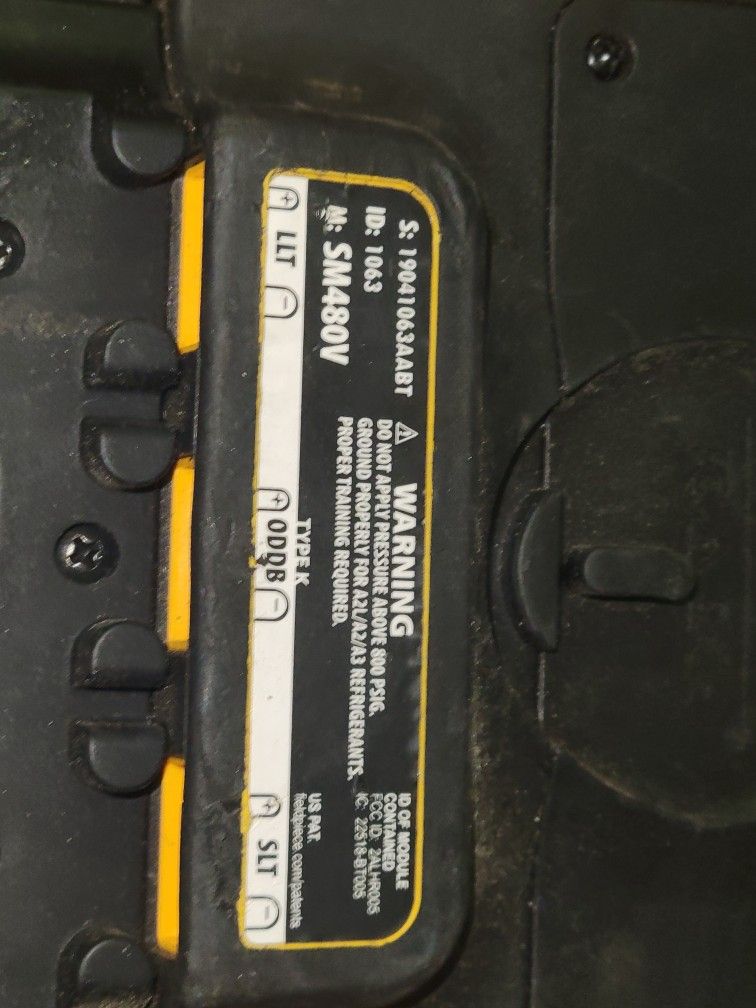 S: 19041063AABT
ID: 1063
M: SM480V
⚠ WARNING
DO NOT APPLY PRESSURE ABOVE 800 PSIG.
GROUND PROPERLY FOR A2L/A2/A3 REFRIGERANTS.
PROPER TRAINING REQUIRED.
ID OF MODULE
CONTAINED
FCC ID: 2ALHR005
IC: 22518-BT005
US PAT.
fieldpiece.com/patents
TYPE K
+ LLT -
+ ODDB -
+ SLT -